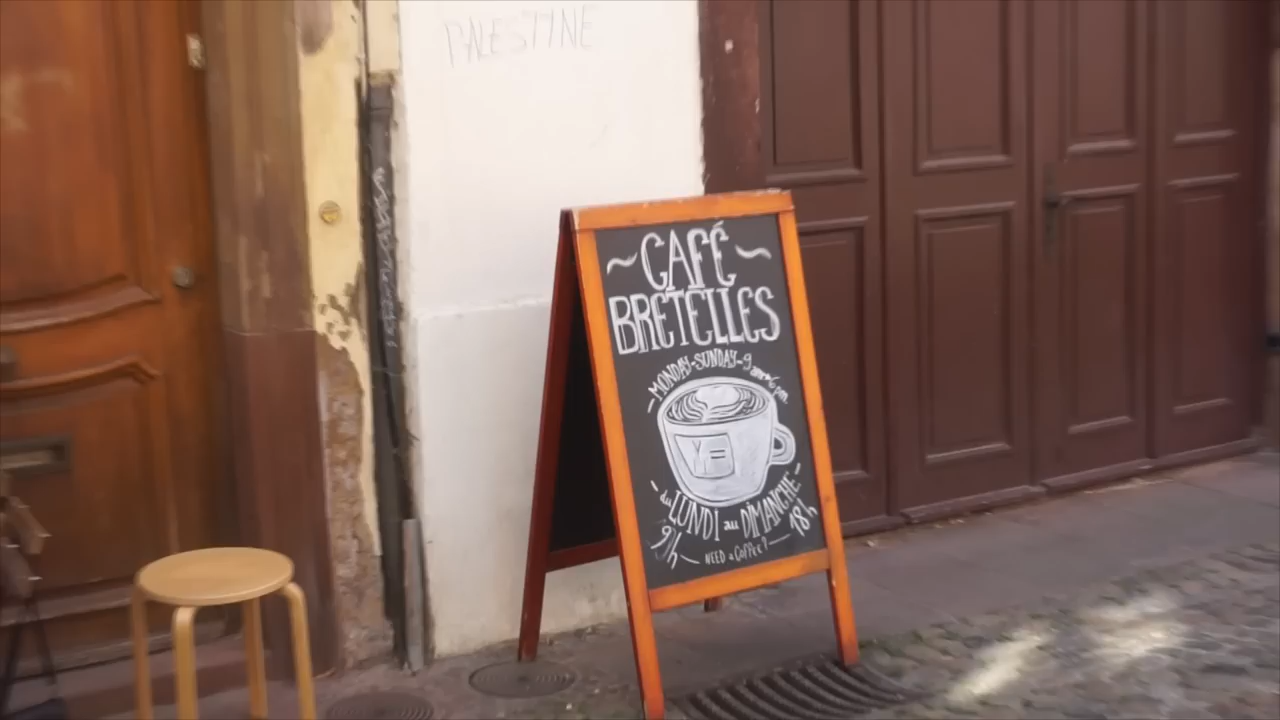 PALESTINE
CAFÉ
BRETELLES
MONDAY-SUNDAY-9am-6pm
du LUNDI au DIMANCHE
9h - 18h
NEED a COFFEE?